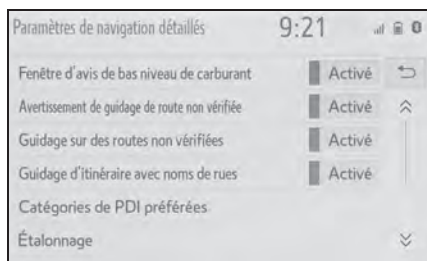 Paramètres de navigation détaillés 9:21
Fenêtre d'avis de bas niveau de carburant Activé
Avertissement de guidage de route non vérifiée Activé
Guidage sur des routes non vérifiées Activé
Guidage d'itinéraire avec noms de rues Activé
Catégories de PDI préférées
Étalonnage